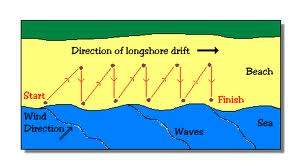 Direction of longshore drift
Beach
Start
Finish
Wind
Direction
Waves
Sea